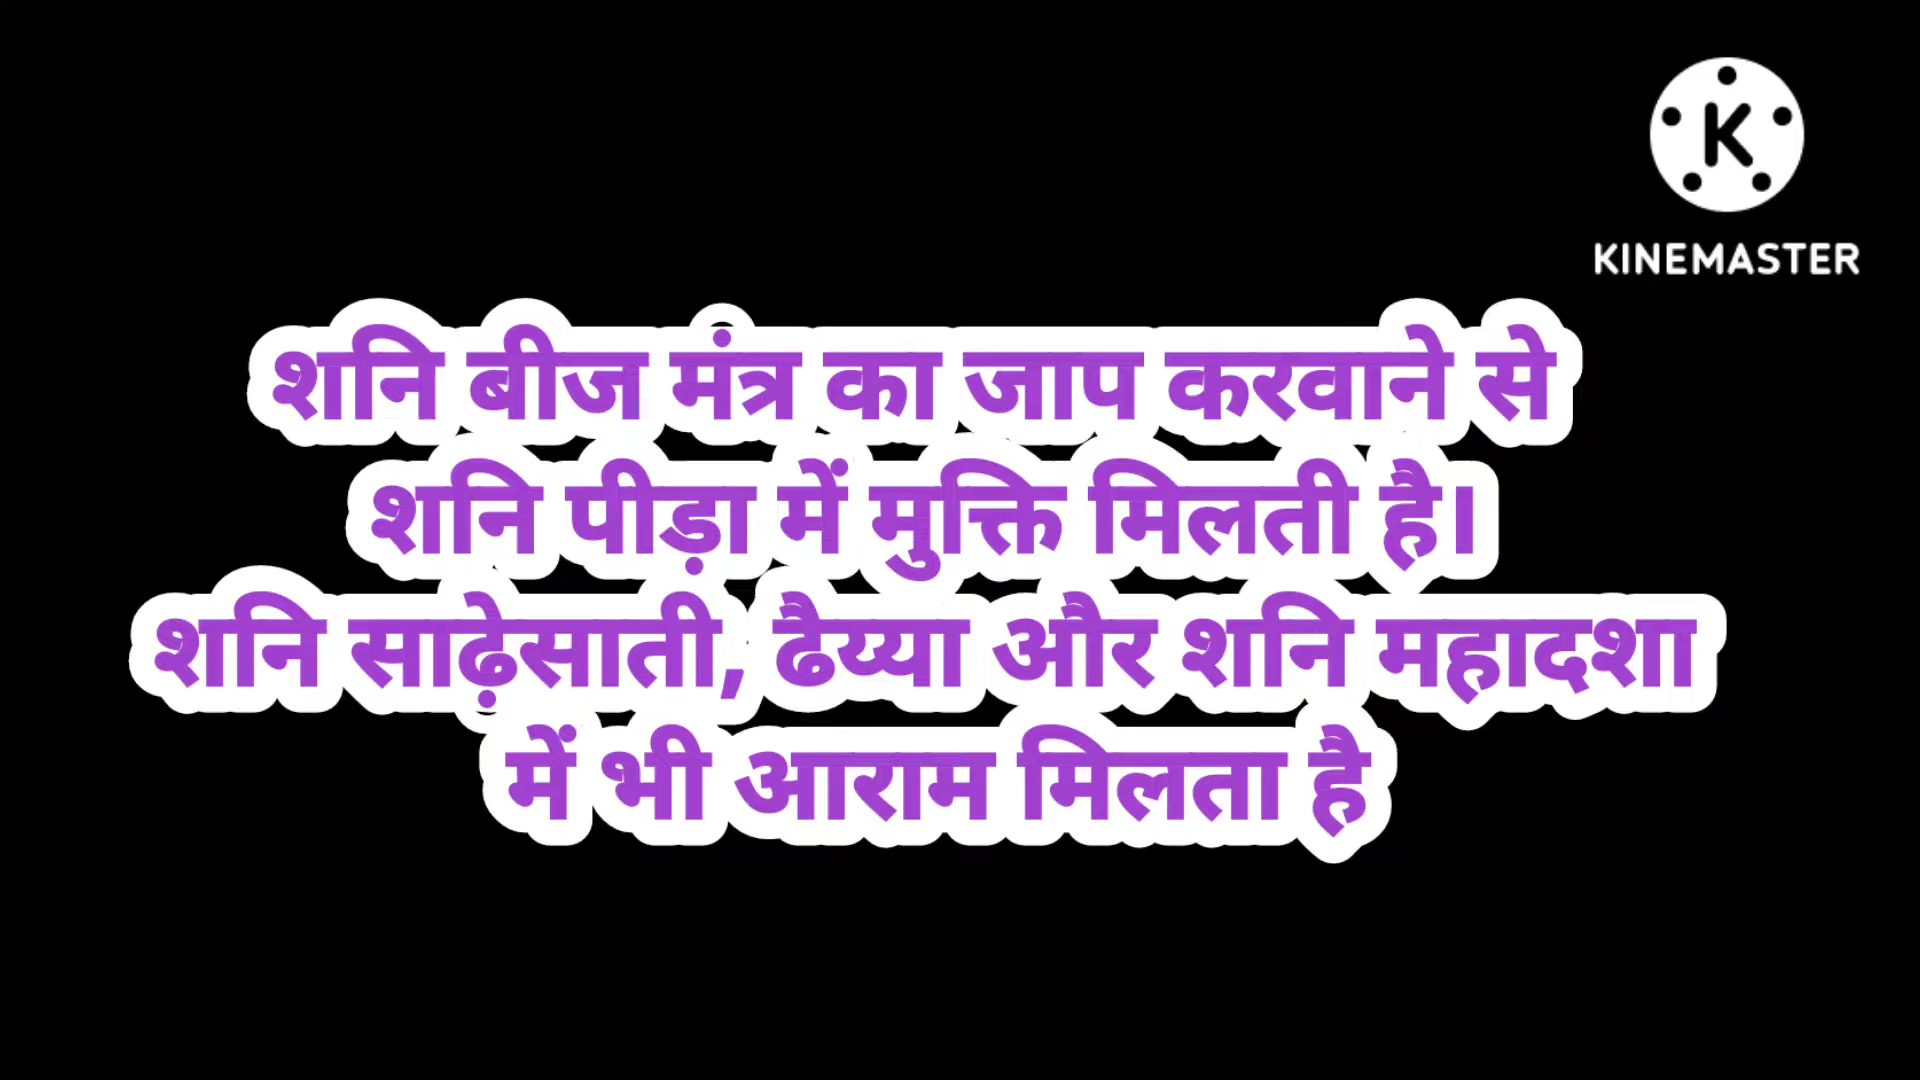 KINEMASTER
शनि बीज मंत्र का जाप करवाने से
शनि पीड़ा में मुक्ति मिलती है।
शनि साढ़ेसाती, ढैय्या और शनि महादशा
में भी आराम मिलता है